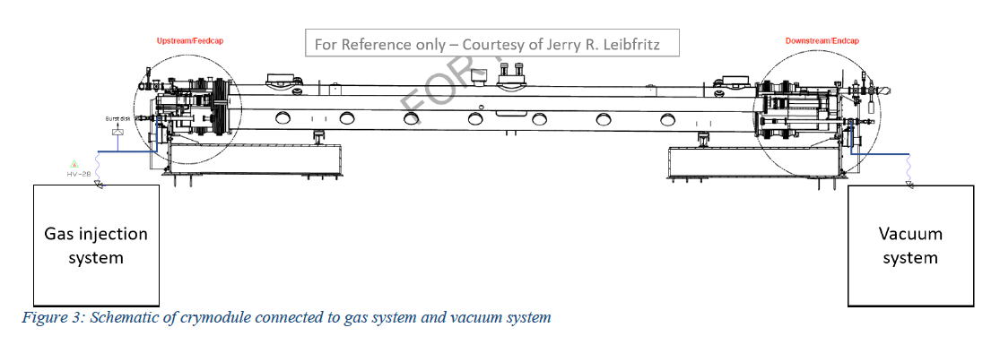 Upstream/Feedcap
For Reference only – Courtesy of Jerry R. Leibfritz
Downstream/Endcap
FOR
Burst disk
HV-28
Gas injection
system
Vacuum
system
Figure 3: Schematic of crymodule connected to gas system and vacuum system